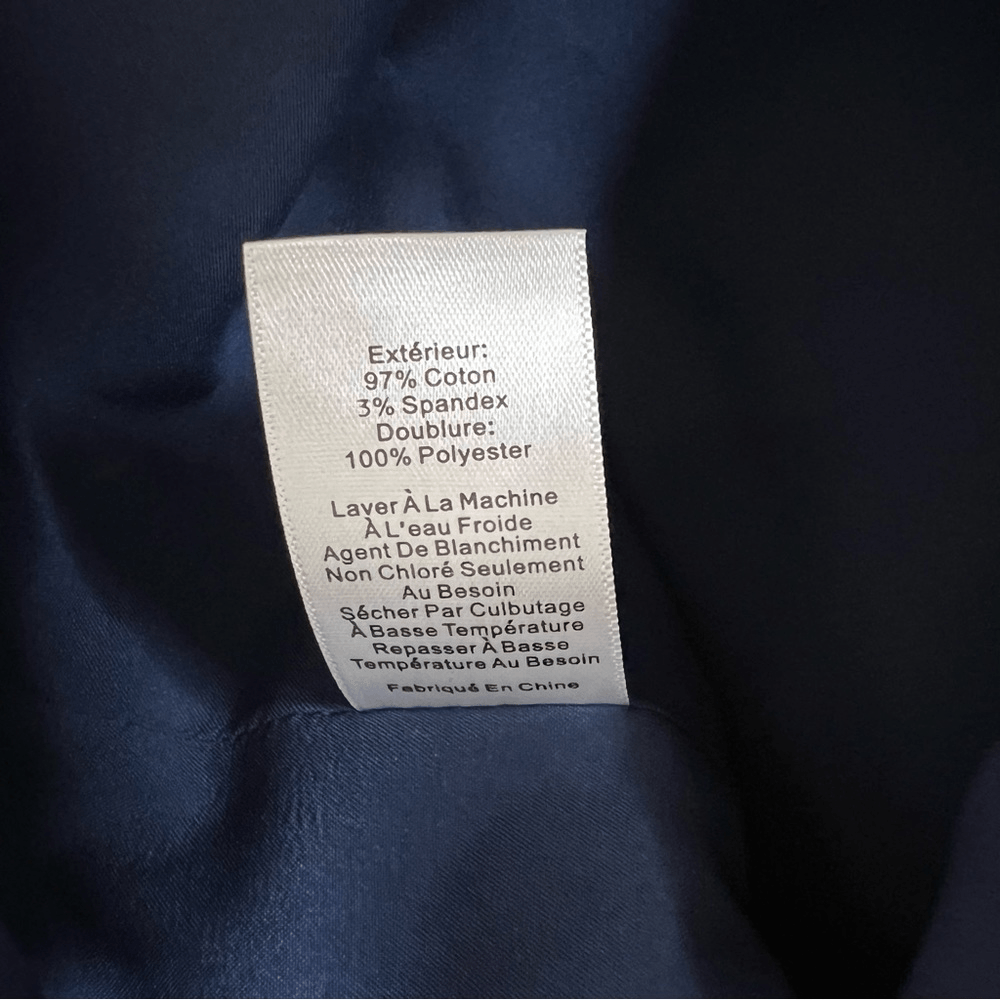 Extérieur:
97% Coton
3% Spandex
Doublure:
100% Polyester
Laver À La Machine
À L'eau Froide
Agent De Blanchiment
Non Chloré Seulement
Au Besoin
Sécher Par Culbutage
À Basse Température
Repasser À Basse
Température Au Besoin
Fabriqué En Chine